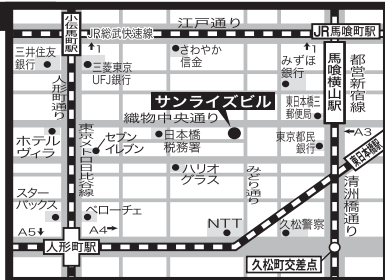 江戸通り
小伝馬町駅
JR総武快速線
JR馬喰町駅
三井住友
銀行
↑1
三菱東京
UFJ銀行
さわやか
信金
みずほ
銀行
↑1
馬喰横山駅
都営新宿線
人形町通り
サンライズビル
東日本橋三
郵便局
織物中央通り
ホテル
ヴィラ
東京メトロ日比谷線
セブン
イレブン
日本橋
税務署
東京都民
銀行
←A3
東日本橋駅
ハリオ
グラス
みどり通り
清洲橋通り
スター
バックス
ベローチェ
A5↓
A4→
NTT
久松警察
人形町駅
久松町交差点